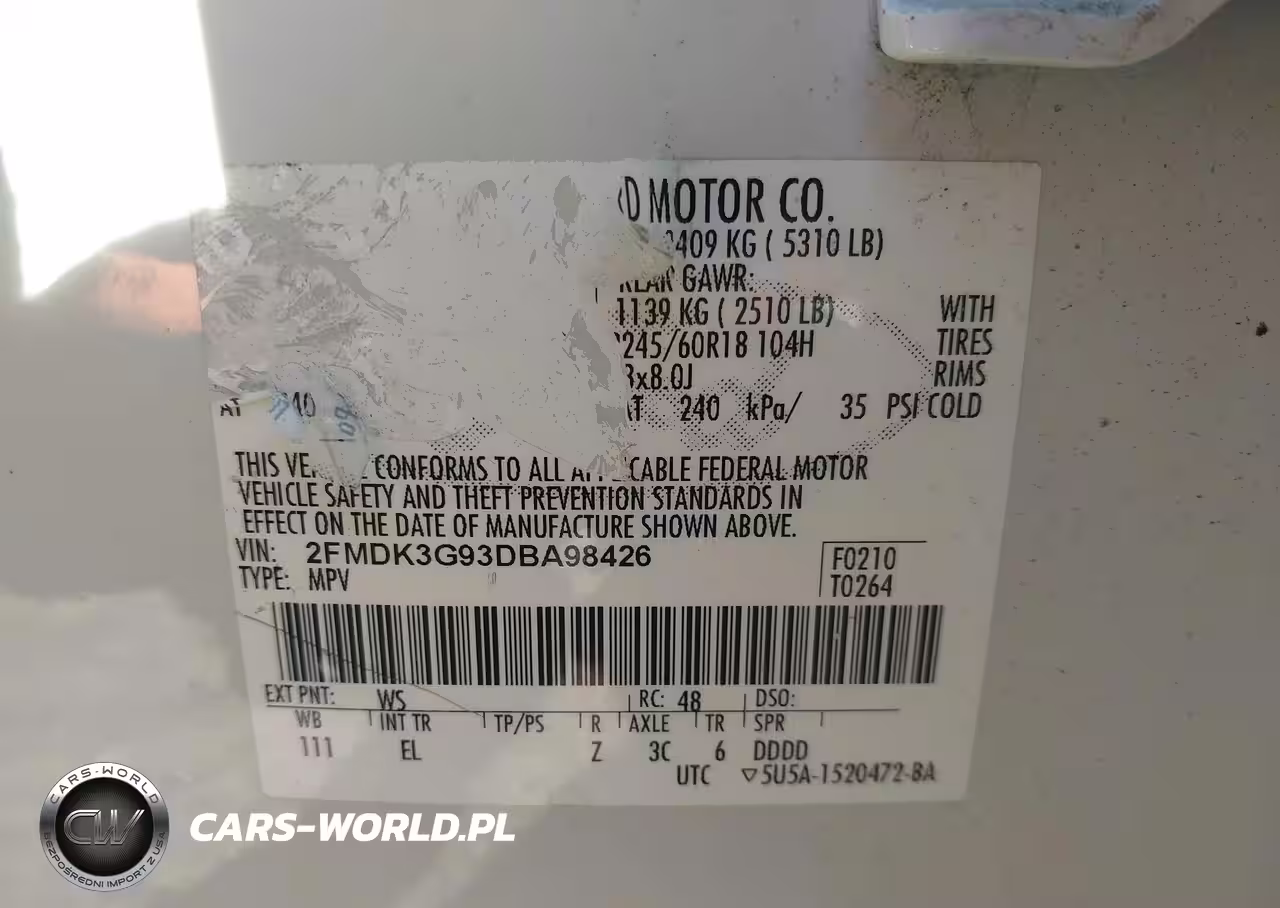 MOTOR CO.
409 KG ( 5310 LB)
GAWR:
1139 KG ( 2510 LB) WITH
245/60R18 104H TIRES
x8.0J RIMS
AT 240 kPa/ 35 PSI COLD
THIS CONFORMS TO ALL FEDERAL MOTOR
VEHICLE SAFETY AND THEFT PREVENTION STANDARDS IN
EFFECT ON THE DATE OF MANUFACTURE SHOWN ABOVE.
VIN: 2FMDK3G93DBA98426 F0210
TYPE: MPV T0264
EXT PNT: WS RC: 48 DSO:
WB INT TR TP/PS R AXLE TR SPR
111 EL Z 3C 6 DDDD
UTC ▽5U5A-1520472-BA
CARS-WORLD
CW
BEZPOŚREDNI IMPORT Z USA
CARS-WORLD.PL